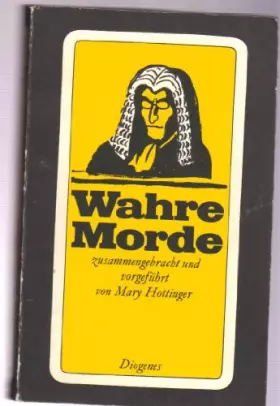 Wahre
Morde
zusammengebracht und
vorgeführt
von Mary Hottinger
Diogenes